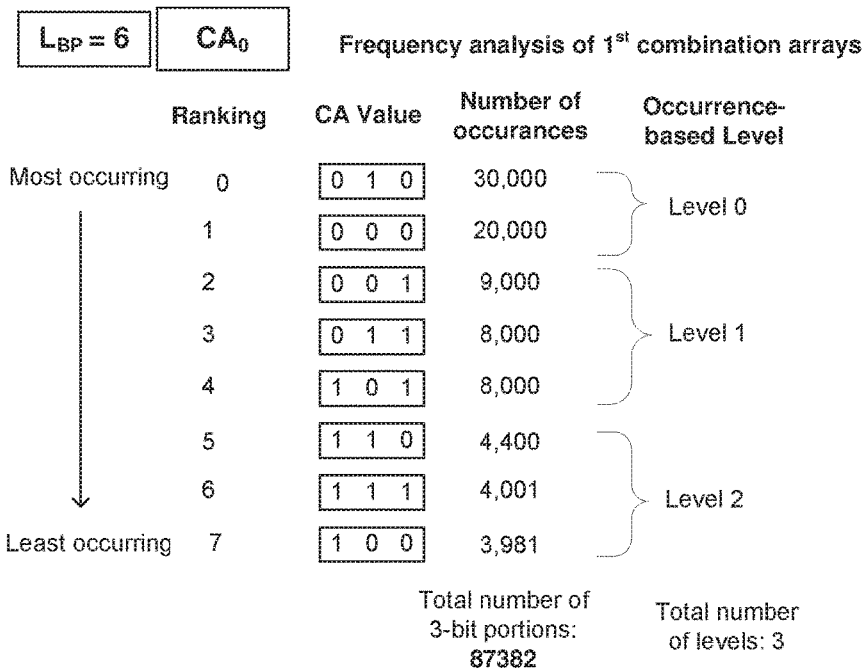 L_BP = 6 CA_0 Frequency analysis of 1^st combination arrays
Ranking CA Value Number of occurances Occurrence-based Level
Most occurring 0 0 1 0 30,000
Level 0
1 0 0 0 20,000
2 0 0 1 9,000
3 0 1 1 8,000 Level 1
4 1 0 1 8,000
5 1 1 0 4,400
6 1 1 1 4,001 Level 2
Least occurring 7 1 0 0 3,981
Total number of 3-bit portions: 87382
Total number of levels: 3